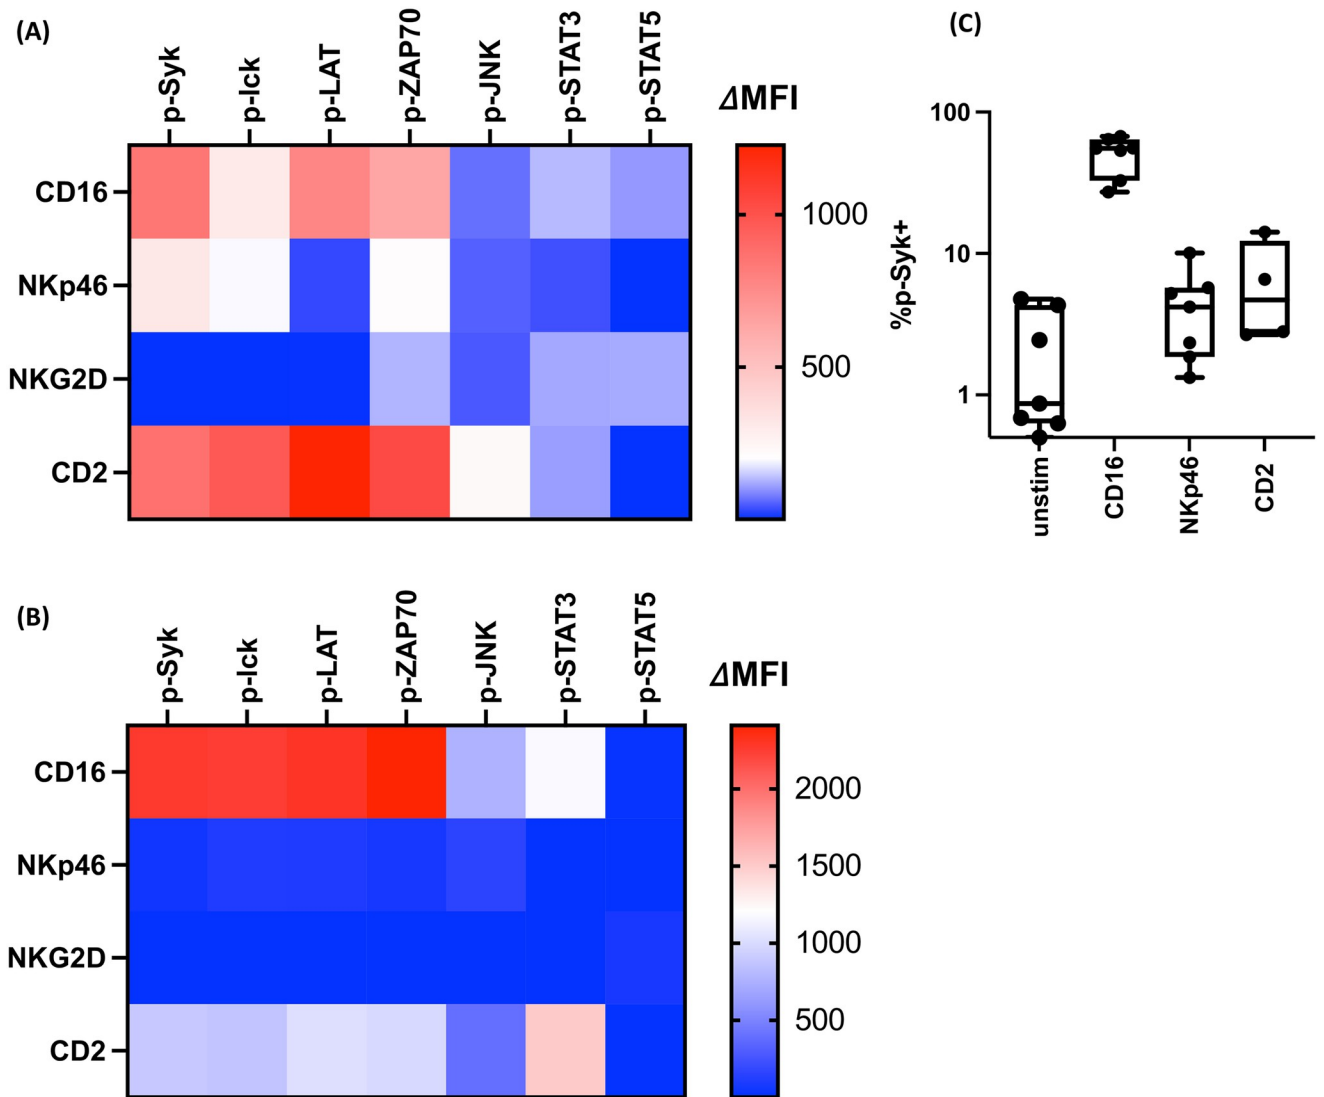 (A)
p-Syk
p-lck
p-LAT
p-ZAP70
p-JNK
p-STAT3
p-STAT5
ΔMFI
CD16
NKp46
NKG2D
CD2
1000
500
(C)
%p-Syk+
100
10
1
unstim
CD16
NKp46
CD2
(B)
p-Syk
p-lck
p-LAT
p-ZAP70
p-JNK
p-STAT3
p-STAT5
ΔMFI
CD16
NKp46
NKG2D
CD2
2000
1500
1000
500